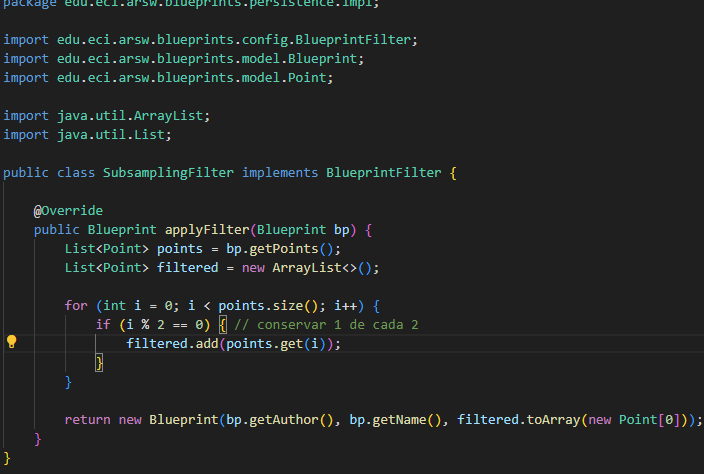 package edu.eci.arsw.blueprints.persistence.impl;
import edu.eci.arsw.blueprints.config.BlueprintFilter;
import edu.eci.arsw.blueprints.model.Blueprint;
import edu.eci.arsw.blueprints.model.Point;
import java.util.ArrayList;
import java.util.List;
public class SubsamplingFilter implements BlueprintFilter {
@Override
public Blueprint applyFilter(Blueprint bp) {
List<Point> points = bp.getPoints();
List<Point> filtered = new ArrayList<>();
for (int i = 0; i < points.size(); i++) {
if (i % 2 == 0) { // conservar 1 de cada 2
filtered.add(points.get(i));
}
}
return new Blueprint(bp.getAuthor(), bp.getName(), filtered.toArray(new Point[0]));
}
}